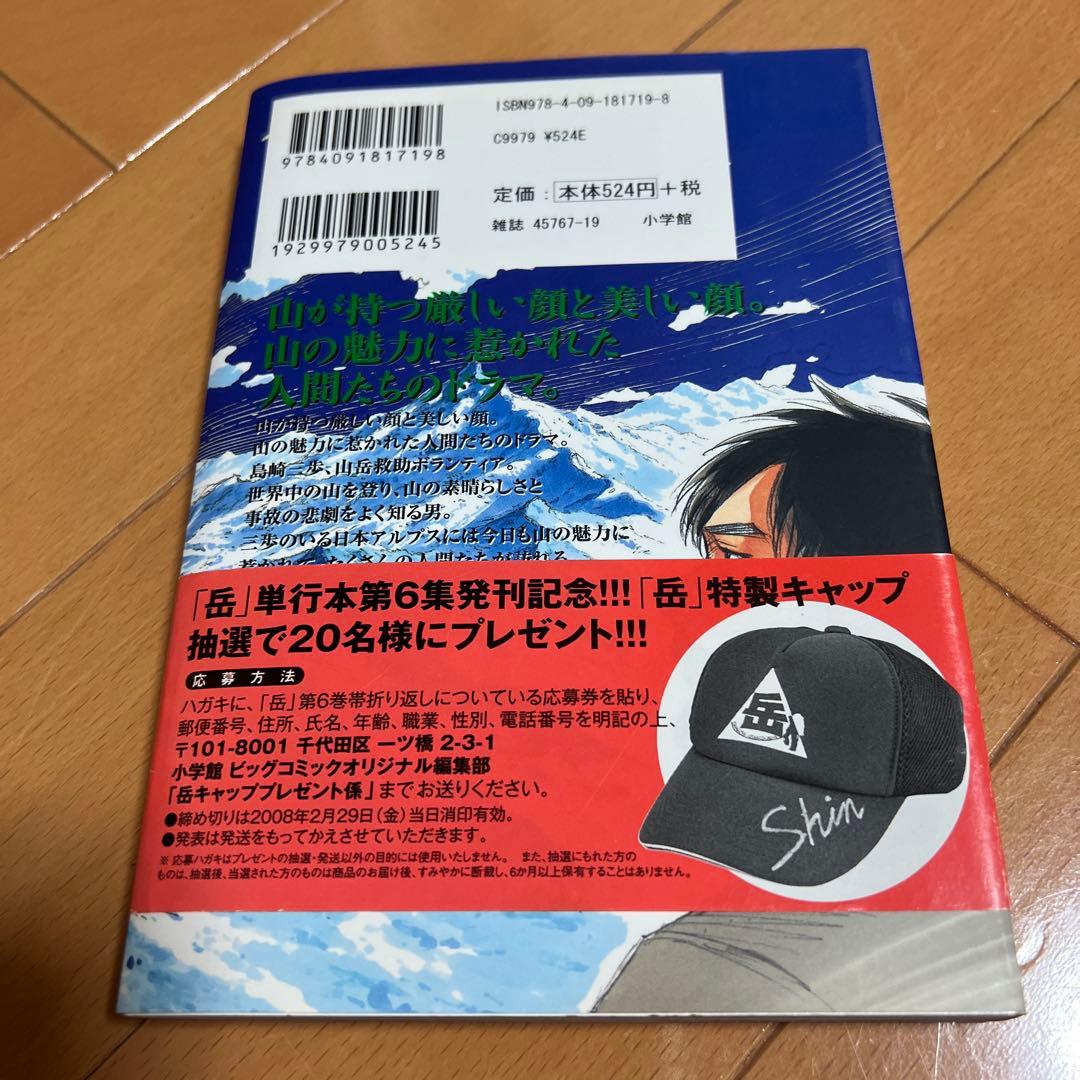 ISBN978-4-09-181719-8
9784091817198
C9979 ¥524E
定価：本体524円＋税
1929979005245
雑誌 45767-19 小学館
山が持つ厳しい顔と美しい顔。
山の魅力に惹かれた
人間たちのドラマ。
山が持つ厳しい顔と美しい顔。
山の魅力に惹かれた人間たちのドラマ。
島崎三歩、山岳救助ボランティア。
世界中の山を登り、山の素晴らしさと
事故の悲劇をよく知る男。
三歩のいる日本アルプスには今日も山の魅力に
惹かれて、たくさんの人間たちが訪れる
「岳」単行本第6集発刊記念!!!「岳」特製キャップ
抽選で20名様にプレゼント!!!
応募方法
ハガキに、「岳」第6巻帯折り返しについている応募券を貼り、
郵便番号、住所、氏名、年齢、職業、性別、電話番号を明記の上、
〒101-8001 千代田区 一ツ橋 2-3-1
小学館 ビッグコミックオリジナル編集部
「岳キャッププレゼント係」までお送りください。
●締め切りは2008年2月29日（金）当日消印有効。
●発表は発送をもってかえさせていただきます。
※ 応募ハガキはプレゼントの抽選・発送以外の目的には使用いたしません。 また、抽選にもれた方の
ものは、抽選後、当選された方のものは商品のお届け後、すみやかに断裁し、6か月以上保有することはありません。
岳
Shin